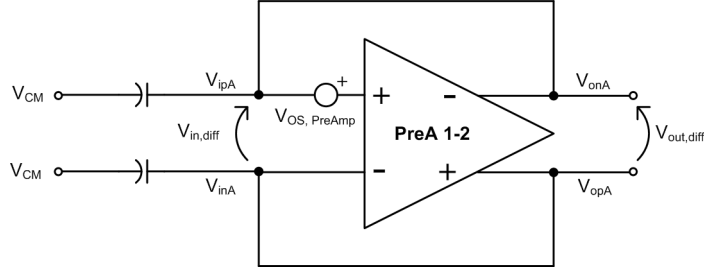 V_CM
V_ipA
+
V_OS, PreAmp
+
-
V_onA
V_in,diff
PreA 1-2
V_out,diff
V_CM
V_inA
-
+
V_opA